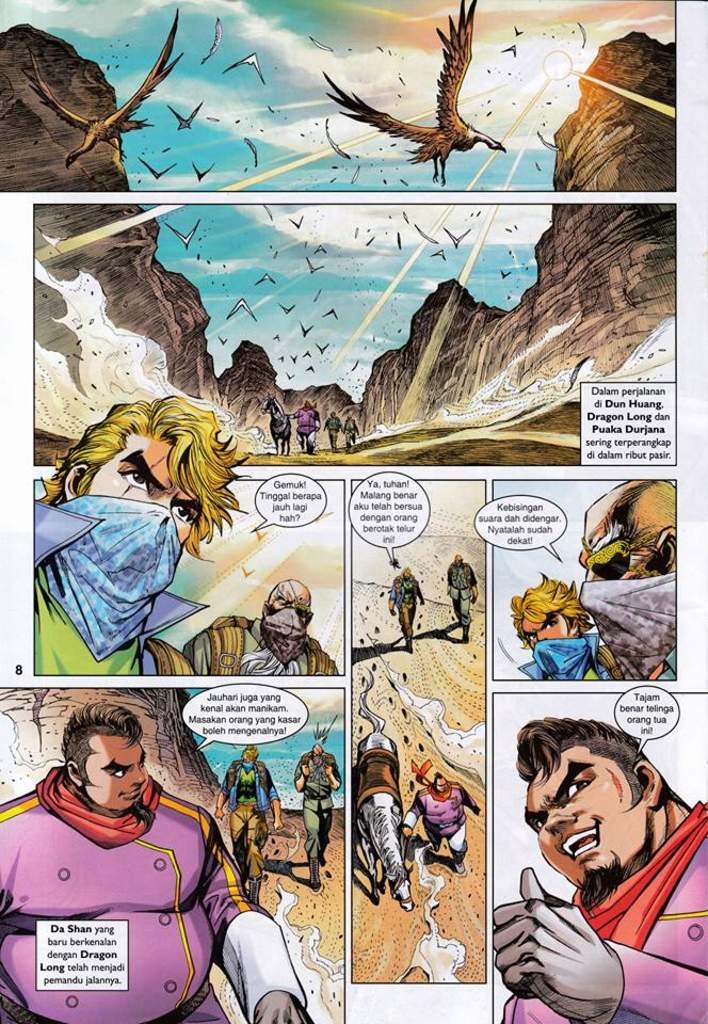 Dalam perjalanan
di Dun Huang,
Dragon Long dan
Puaka Durjana
sering terperangkap
di dalam ribut pasir.
Gemuk!
Tinggal berapa
jauh lagi
hah?
Ya, tuhan!
Malang benar
aku telah bersua
dengan orang
berotak telur
ini!
Kebisingan
suara dah didengar.
Nyatalah sudah
dekat!
8
Jauhari juga yang
kenal akan manikam.
Masakan orang yang kasar
boleh mengenalnya!
Da Shan yang
baru berkenalan
dengan Dragon
Long telah menjadi
pemandu jalannya.
Tajam
benar telinga
orang tua
ini!